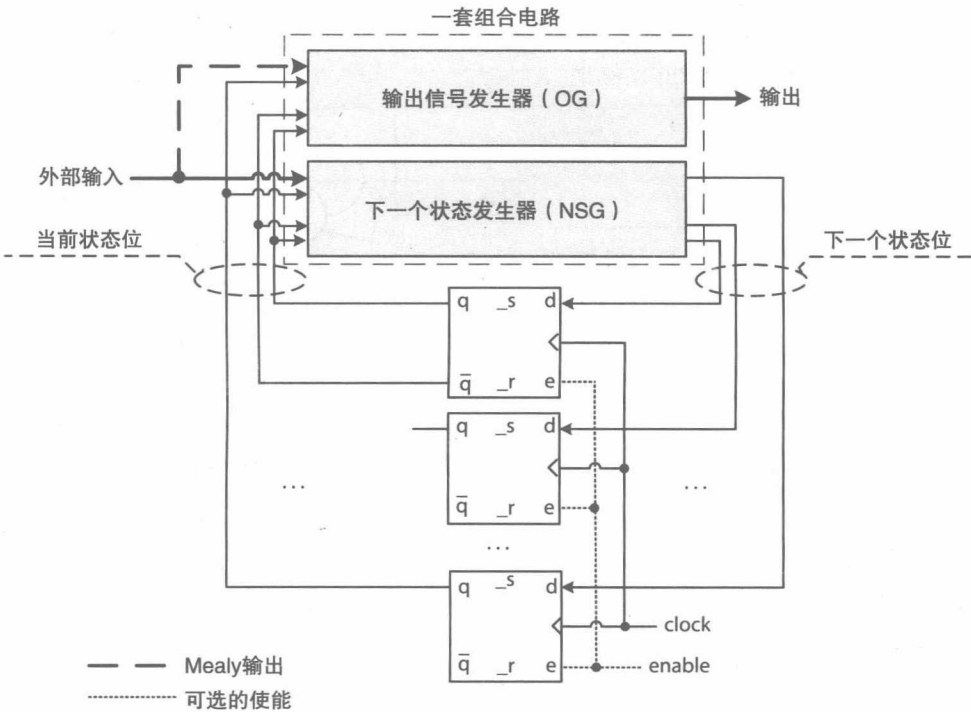 一套组合电路
输出信号发生器（OG）
输出
外部输入
下一个状态发生器（NSG）
当前状态位
下一个状态位
q _s d
q̅ _r e
q _s d
q̅ _r e
... ...
...
q _s d
clock
q̅ _r e
enable
Mealy输出
可选的使能